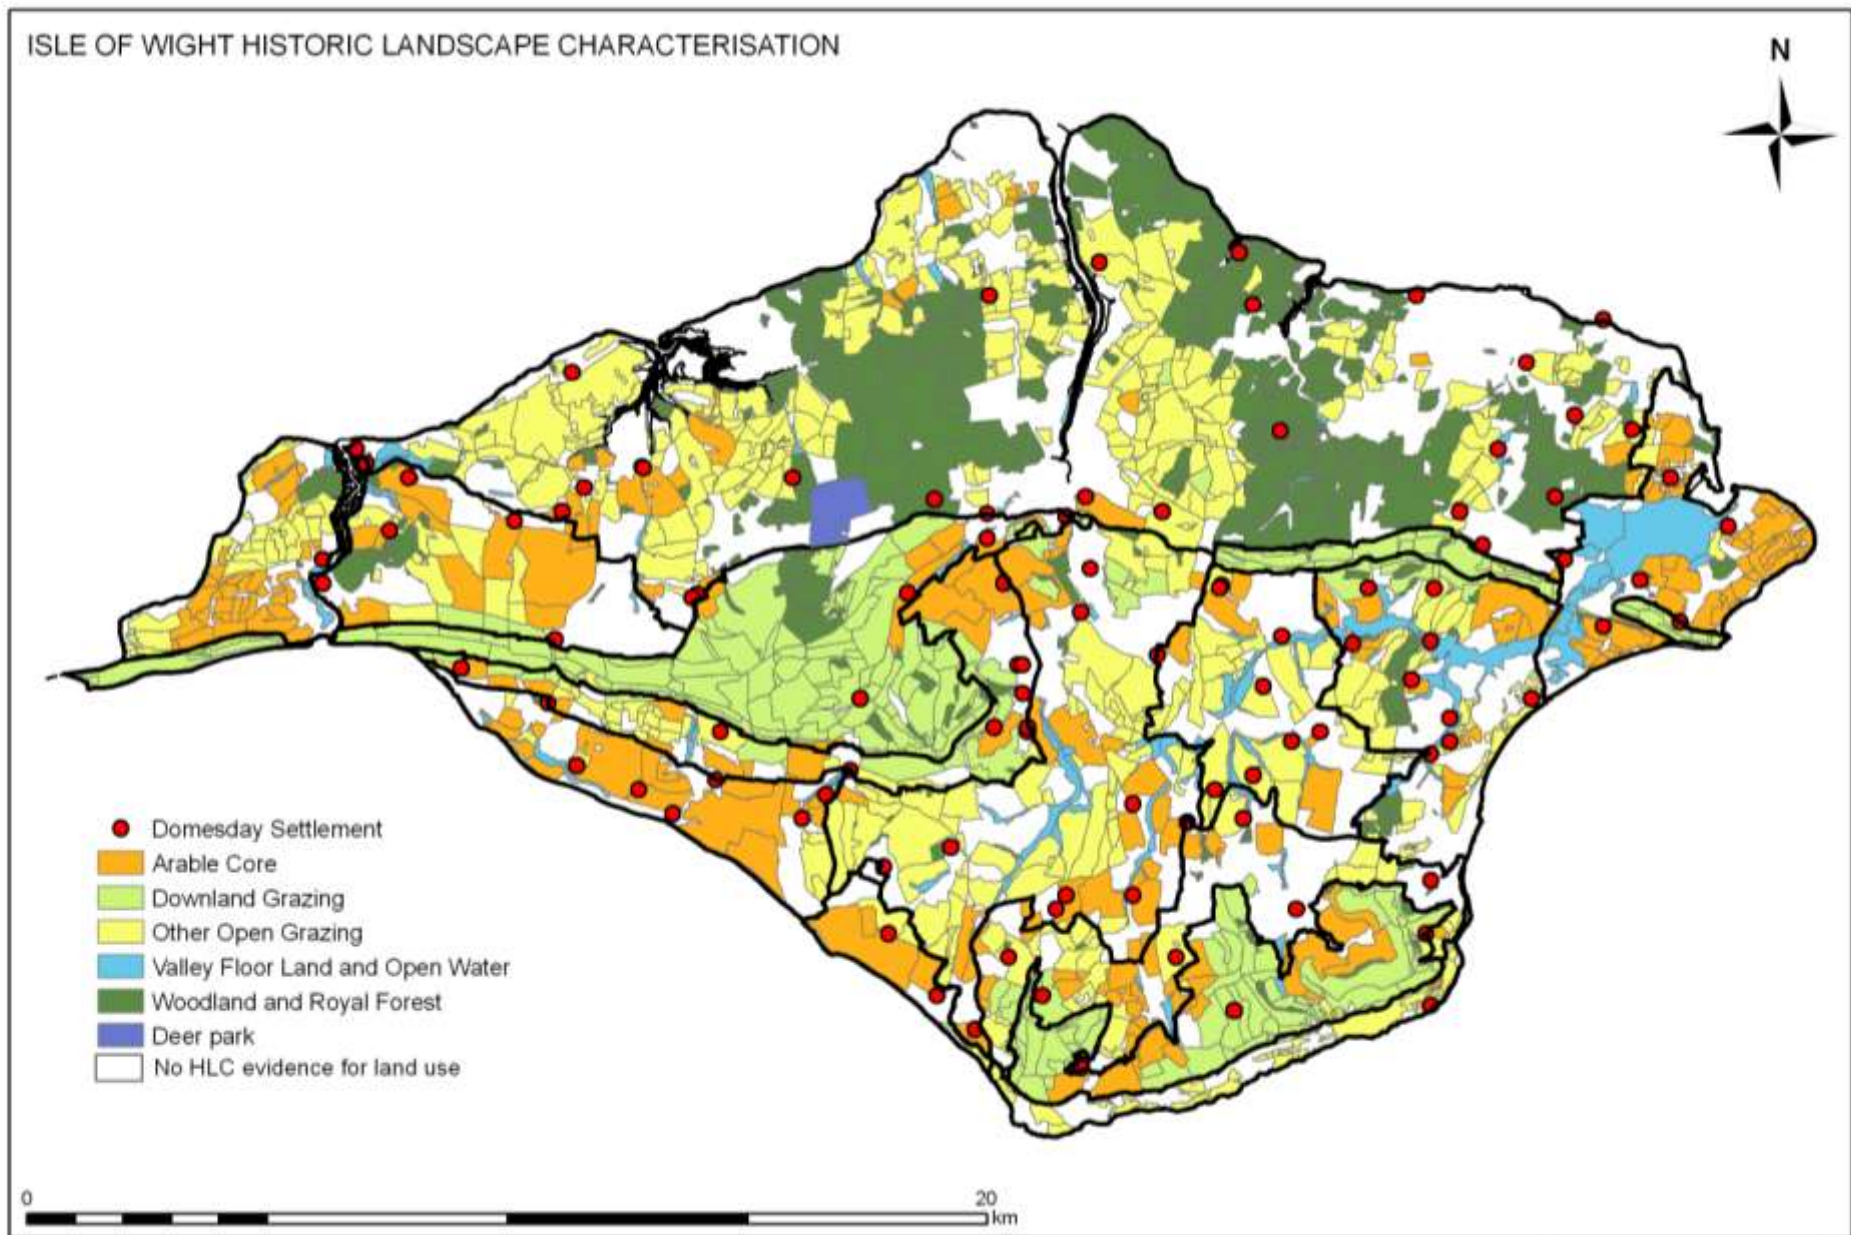 ISLE OF WIGHT HISTORIC LANDSCAPE CHARACTERISATION
N
Domesday Settlement
Arable Core
Downland Grazing
Other Open Grazing
Valley Floor Land and Open Water
Woodland and Royal Forest
Deer park
No HLC evidence for land use
0 20
km